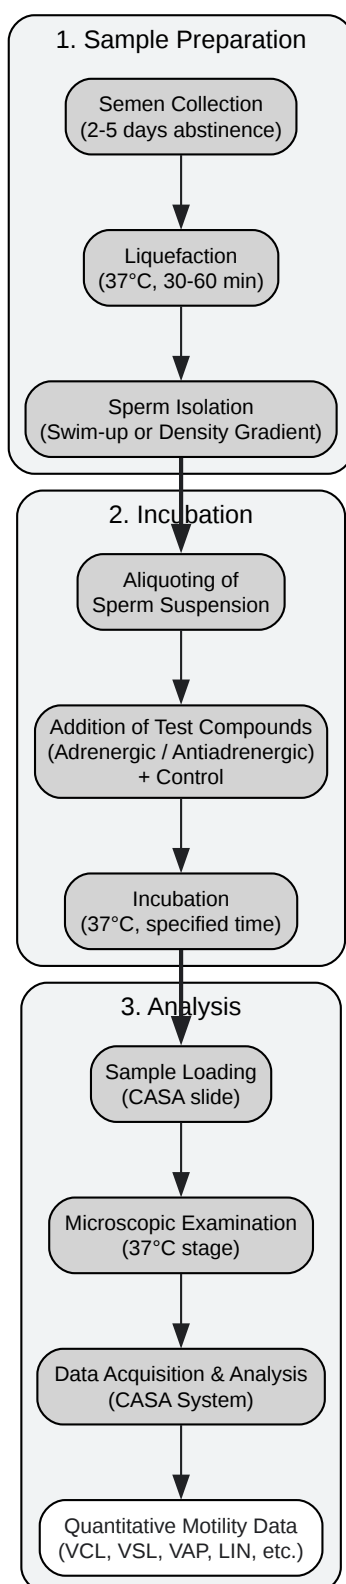 1. Sample Preparation
Semen Collection
(2-5 days abstinence)
Liquefaction
(37°C, 30-60 min)
Sperm Isolation
(Swim-up or Density Gradient)
2. Incubation
Aliquoting of
Sperm Suspension
Addition of Test Compounds
(Adrenergic / Antiadrenergic)
+ Control
Incubation
(37°C, specified time)
3. Analysis
Sample Loading
(CASA slide)
Microscopic Examination
(37°C stage)
Data Acquisition & Analysis
(CASA System)
Quantitative Motility Data
(VCL, VSL, VAP, LIN, etc.)